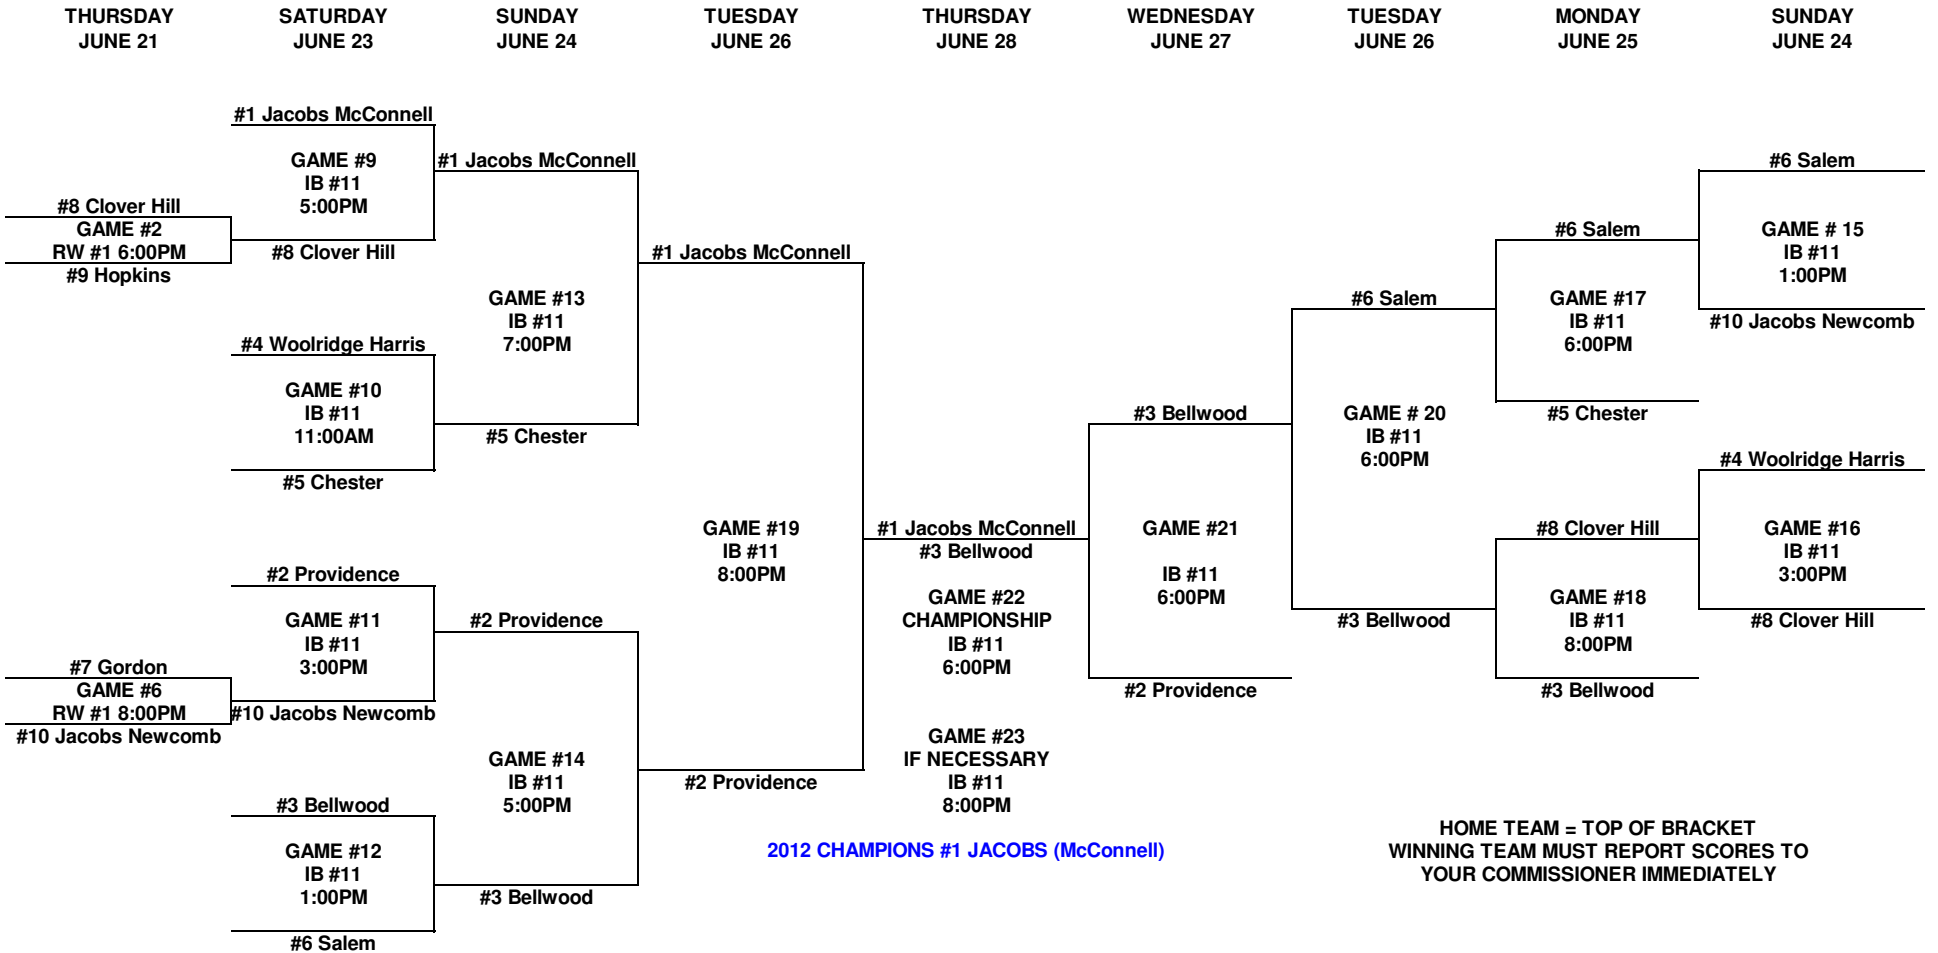 THURSDAY SATURDAY SUNDAY TUESDAY THURSDAY WEDNESDAY TUESDAY MONDAY SUNDAY
JUNE 21 JUNE 23 JUNE 24 JUNE 26 JUNE 28 JUNE 27 JUNE 26 JUNE 25 JUNE 24
#8 Clover Hill
GAME #2
RW #1 6:00PM
#9 Hopkins
#7 Gordon
GAME #6
RW #1 8:00PM
#10 Jacobs Newcomb
#1 Jacobs McConnell
GAME #9
IB #11
5:00PM
#8 Clover Hill
#4 Woolridge Harris
GAME #10
IB #11
11:00AM
#5 Chester
#2 Providence
GAME #11
IB #11
3:00PM
#10 Jacobs Newcomb
#3 Bellwood
GAME #12
IB #11
1:00PM
#6 Salem
#1 Jacobs McConnell
GAME #13
IB #11
7:00PM
#5 Chester
#2 Providence
GAME #14
IB #11
5:00PM
#3 Bellwood
#1 Jacobs McConnell
GAME #19
IB #11
8:00PM
#2 Providence
#1 Jacobs McConnell
#3 Bellwood
GAME #22
CHAMPIONSHIP
IB #11
6:00PM
GAME #23
IF NECESSARY
IB #11
8:00PM
2012 CHAMPIONS #1 JACOBS (McConnell)
#3 Bellwood
GAME #21
IB #11
6:00PM
#2 Providence
#6 Salem
GAME # 20
IB #11
6:00PM
#3 Bellwood
#6 Salem
GAME #17
IB #11
6:00PM
#5 Chester
#8 Clover Hill
GAME #18
IB #11
8:00PM
#3 Bellwood
#6 Salem
GAME # 15
IB #11
1:00PM
#10 Jacobs Newcomb
#4 Woolridge Harris
GAME #16
IB #11
3:00PM
#8 Clover Hill
HOME TEAM = TOP OF BRACKET
WINNING TEAM MUST REPORT SCORES TO
YOUR COMMISSIONER IMMEDIATELY